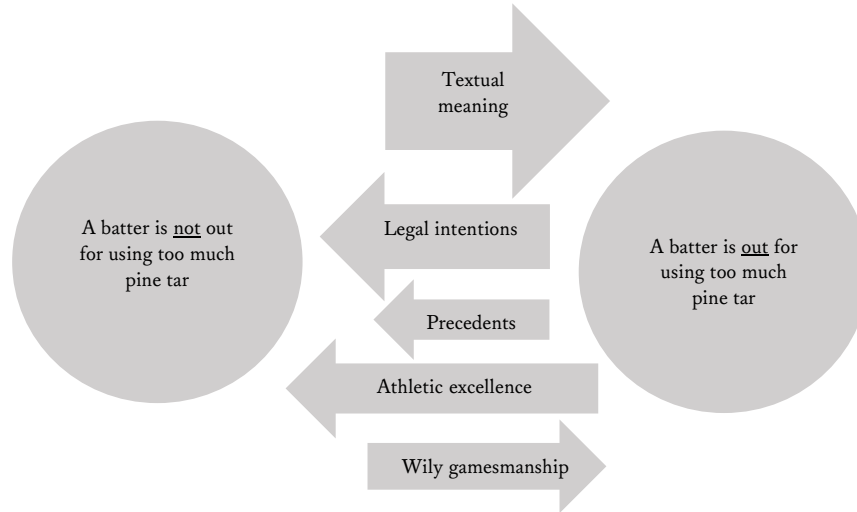 Textual
meaning
A batter is not out
for using too much
pine tar
Legal intentions
A batter is out for
using too much
pine tar
Precedents
Athletic excellence
Wily gamesmanship